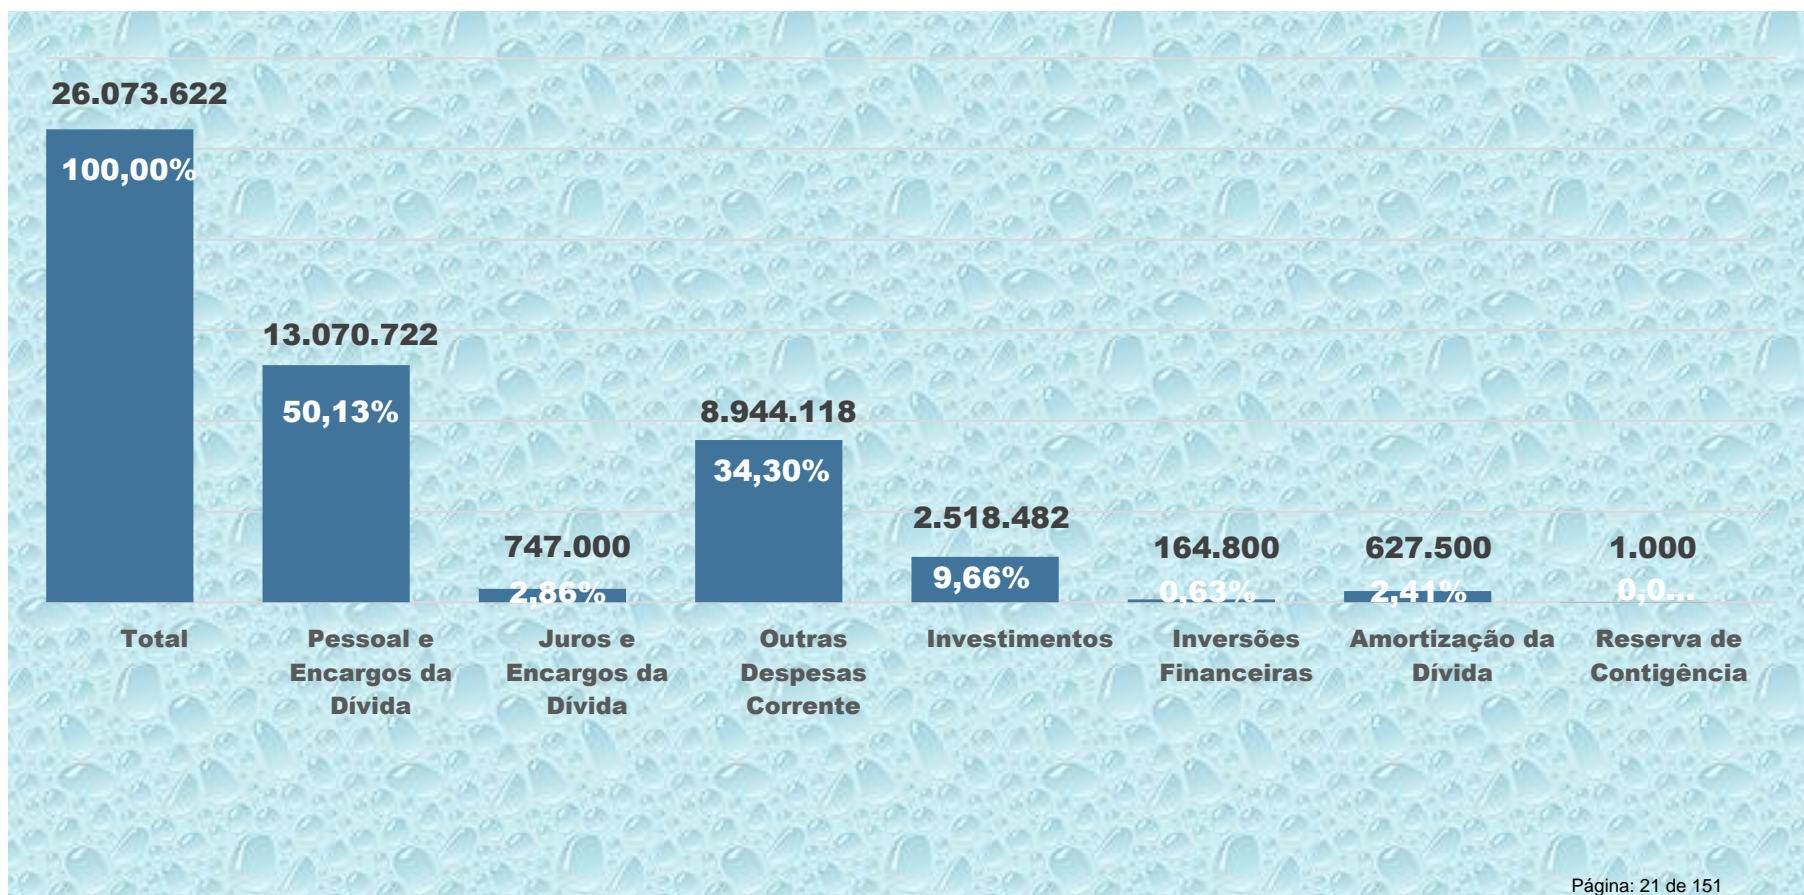 26.073.622
100,00%
13.070.722
50,13%
747.000
2,86%
8.944.118
34,30%
2.518.482
9,66%
164.800
0,63%
627.500
2,41%
1.000
0,0...
Total
Pessoal e
Encargos da
Dívida
Juros e
Encargos da
Dívida
Outras
Despesas
Corrente
Investimentos
Inversões
Financeiras
Amortização da
Dívida
Reserva de
Contigência
Página: 21 de 151